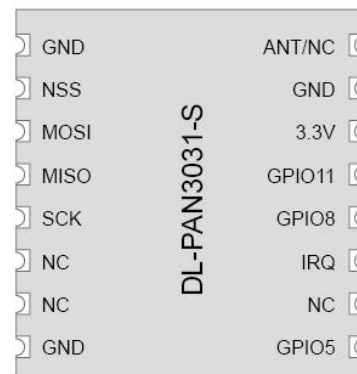 GND ANT/NC
NSS GND
MOSI 3.3V
MISO GPIO11
SCK GPIO8
NC IRQ
NC NC
GND GPIO5
DL-PAN3031-S